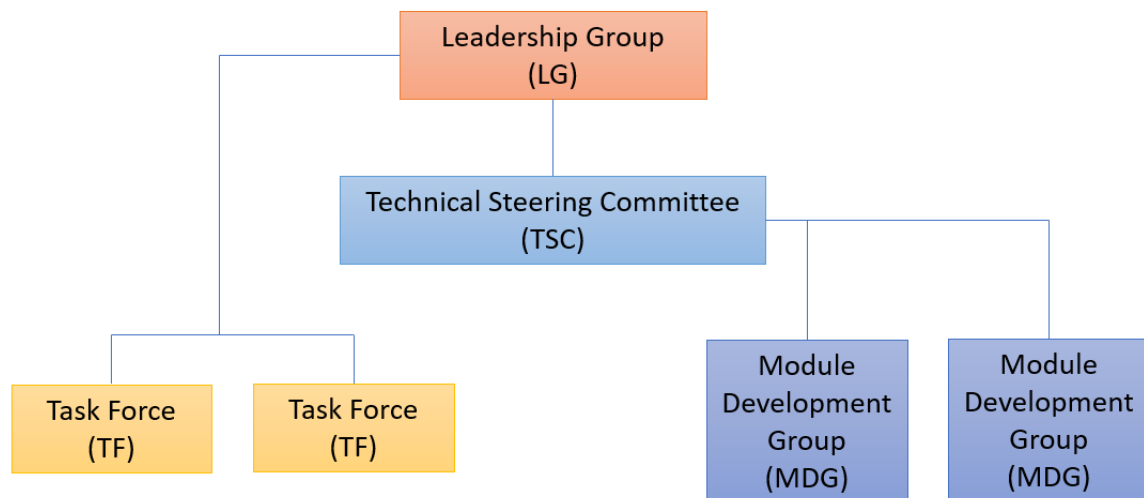 Leadership Group
(LG)
Technical Steering Committee
(TSC)
Task Force
(TF)
Task Force
(TF)
Module
Development
Group
(MDG)
Module
Development
Group
(MDG)